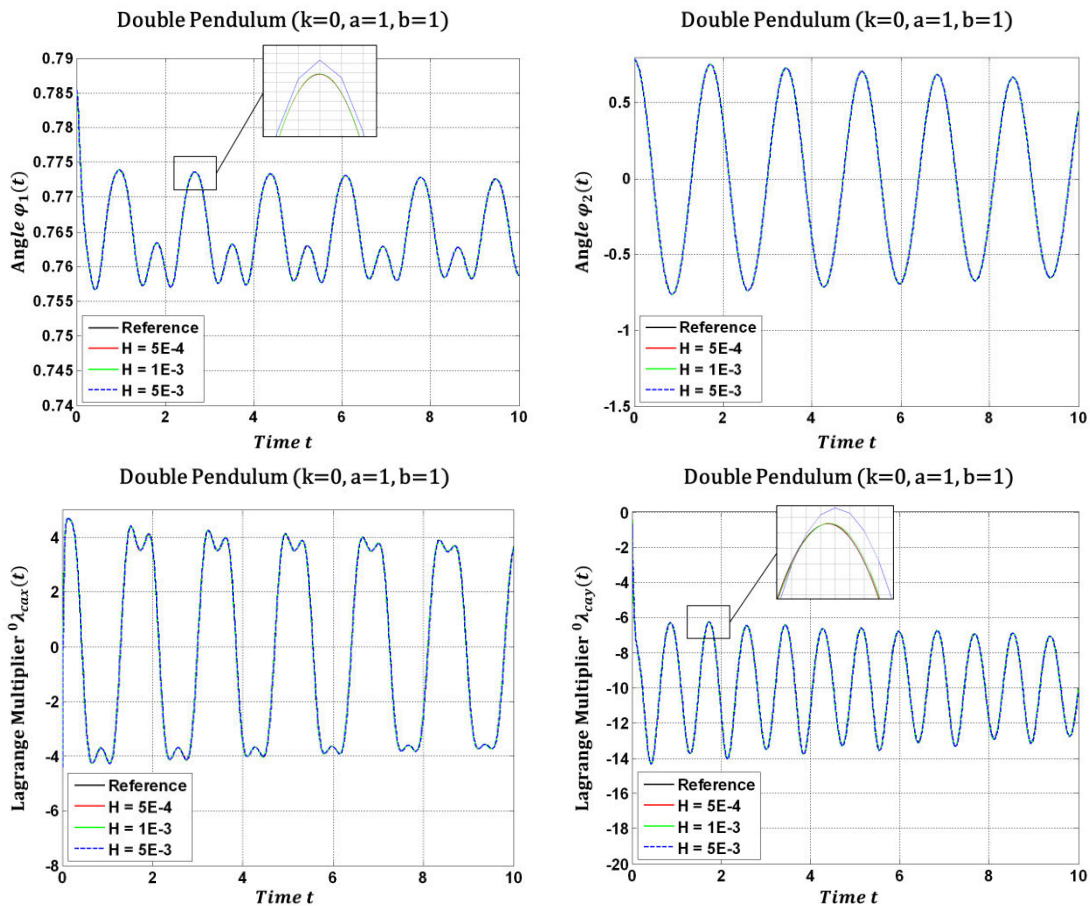 Double Pendulum (k=0, a=1, b=1)
Angle φ₁(t)
0.79
0.785
0.78
0.775
0.77
0.765
0.76
0.755
0.75
0.745
0.74
Reference
H = 5E-4
H = 1E-3
H = 5E-3
0 2 4 6 8 10
Time t
Double Pendulum (k=0, a=1, b=1)
Angle φ₂(t)
0.5
0
-0.5
-1
-1.5
Reference
H = 5E-4
H = 1E-3
H = 5E-3
0 2 4 6 8 10
Time t
Double Pendulum (k=0, a=1, b=1)
Lagrange Multiplier ⁰λcax(t)
4
2
0
-2
-4
-6
-8
Reference
H = 5E-4
H = 1E-3
H = 5E-3
0 2 4 6 8 10
Time t
Double Pendulum (k=0, a=1, b=1)
Lagrange Multiplier ⁰λcay(t)
0
-2
-4
-6
-8
-10
-12
-14
-16
-18
-20
Reference
H = 5E-4
H = 1E-3
H = 5E-3
0 2 4 6 8 10
Time t